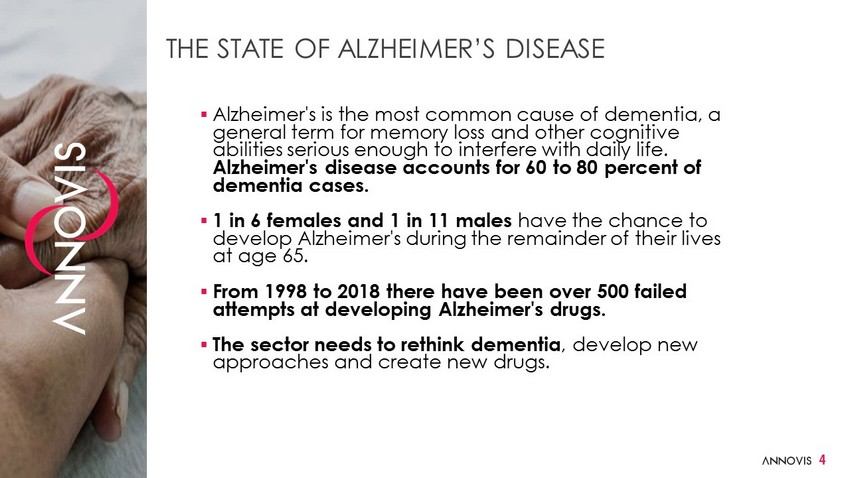 THE STATE OF ALZHEIMER’S DISEASE
ANNOVIS
▪ Alzheimer's is the most common cause of dementia, a
general term for memory loss and other cognitive
abilities serious enough to interfere with daily life.
Alzheimer's disease accounts for 60 to 80 percent of
dementia cases.
▪ 1 in 6 females and 1 in 11 males have the chance to
develop Alzheimer's during the remainder of their lives
at age 65.
▪ From 1998 to 2018 there have been over 500 failed
attempts at developing Alzheimer's drugs.
▪ The sector needs to rethink dementia, develop new
approaches and create new drugs.
ANNOVIS 4